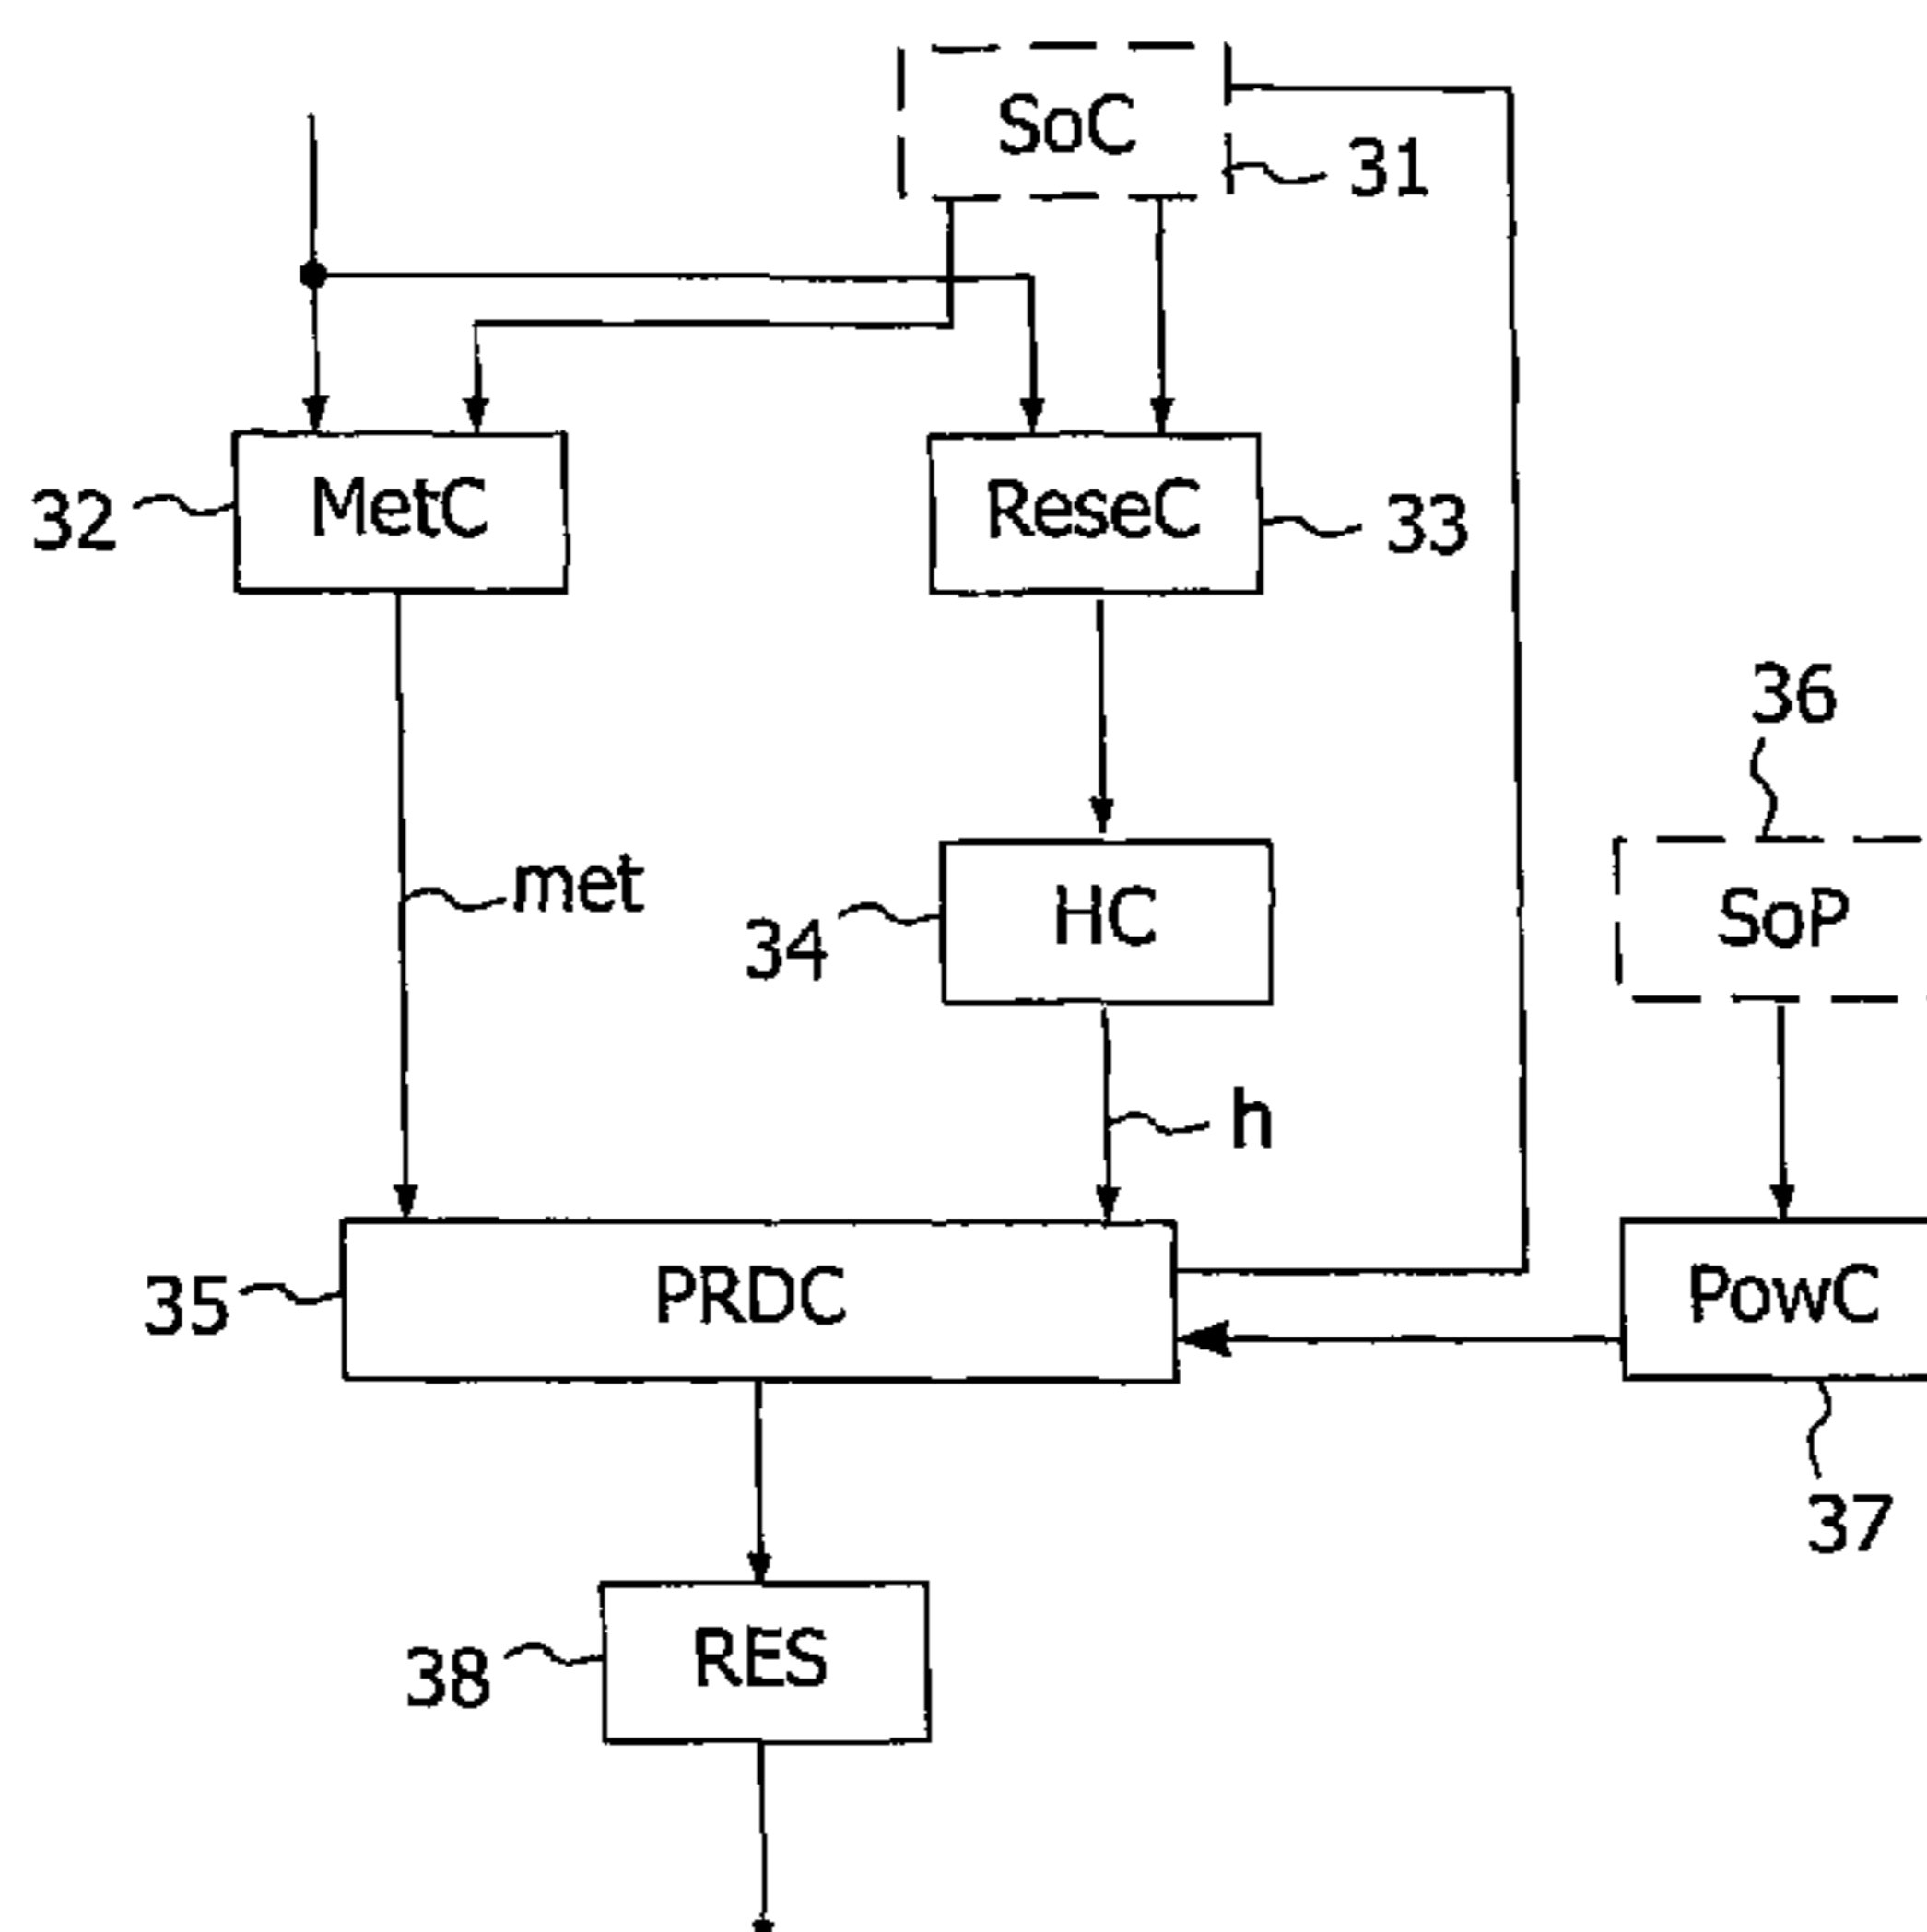 SoC
31
32
MetC
ReseC
33
36
met
34
HC
SoP
h
35
PRDC
PowC
37
38
RES